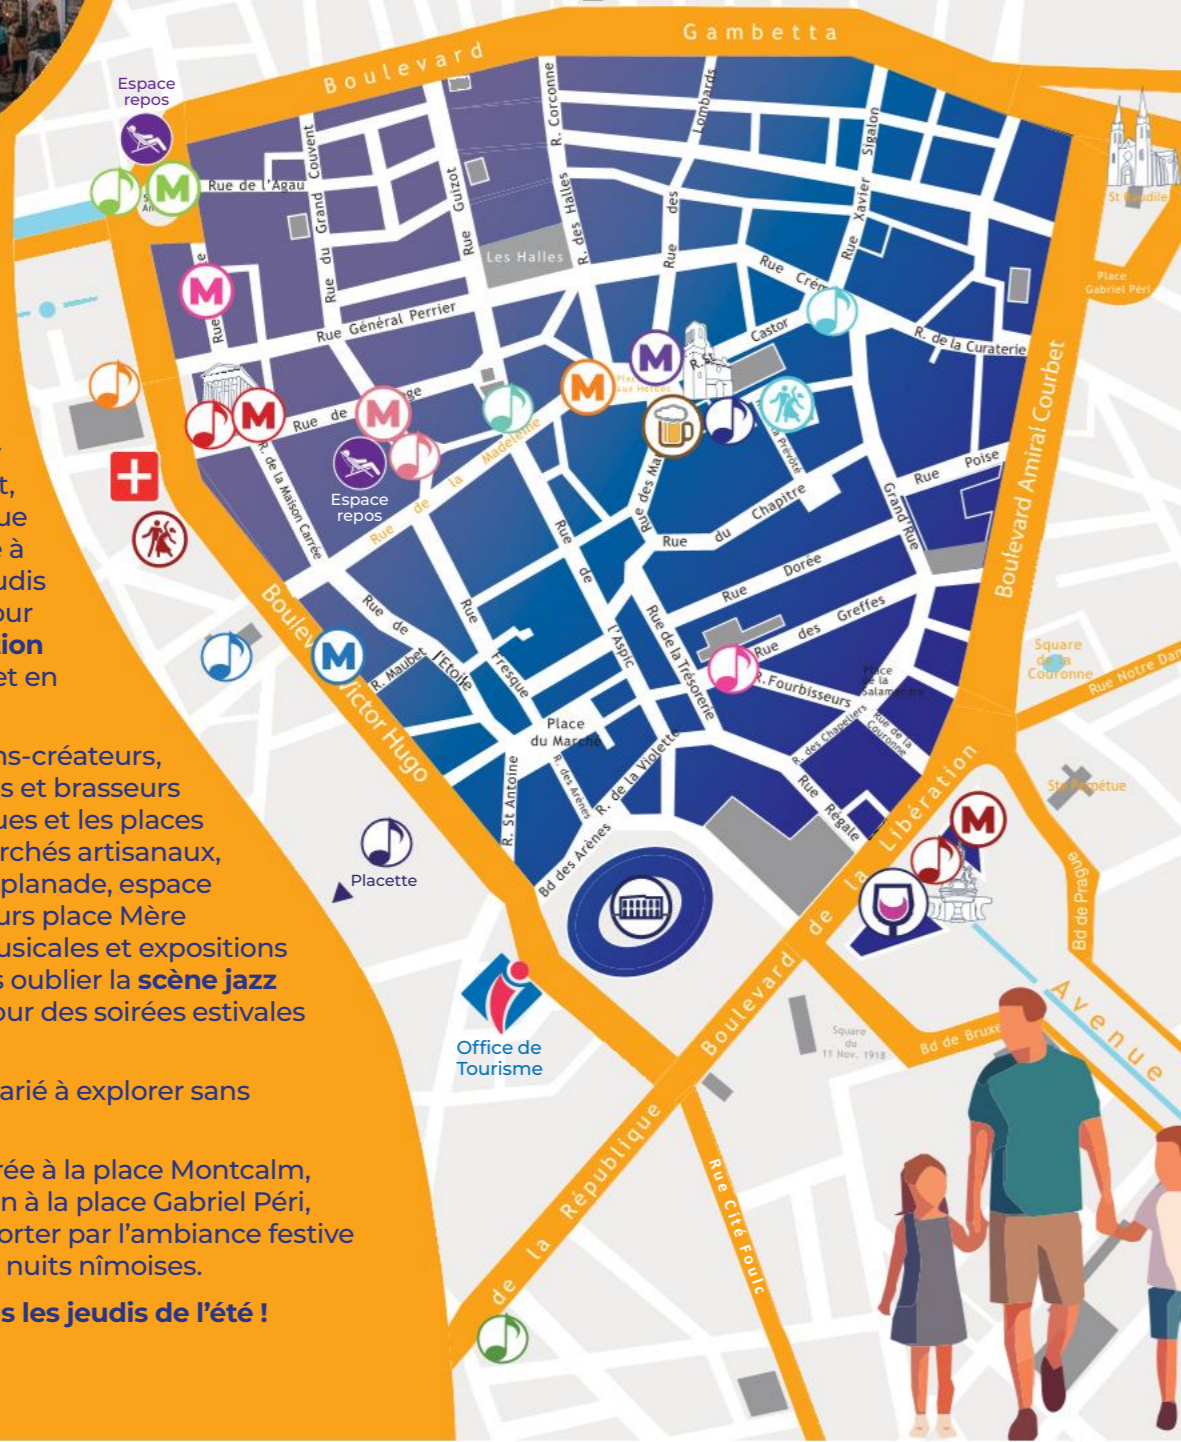 Boulevard
Gambetta
Espace
repos
Rue de l'Agau
Rue du Grand Couvent
Rue Guizot
R. Corconne
R. des Halles
Les Halles
Rue des Lombards
Rue Xavier Sigalon
St Baudile
Place
Gabriel Péri
M
M
Rue
Rue Général Perrier
Rue Crém
R. St Castor
R. de la Curaterie
Boulevard Amiral Courbet
M
M
M
M
Rue de
ge
Rue de la Madeleine
R. de la Maison Carrée
Espace
repos
Prévôté
Rue des Ma
Rue du Chapitre
Grand'Rue
Rue Poise
Rue Dorée
Rue des Greffes
Rue de l'Aspic
Rue de la Trésorerie
R. Fourbisseurs
Place
de la
Salamandre
R. des Chapeliers
Rue de la
Couronne
Rue Régale
Square
de la
Couronne
Rue Notre Dam
Boulev
Victor Hugo
M
Rue de l'Etoile
R. Maubet
Rue Fresque
Place
du Marché
R. St Antoine
R. des Arènes
R. de la Violette
Bd des Arènes
Placette
Boulevard de la Libération
M
Ste Perpétue
Bd de Prague
Avenue
Square
du
11 Nov. 1918
Bd de Bruxe
Office de
Tourisme
de la République
Rue Cité Foulc
t,
ue
e à
udis
our
tion
et en
ns-créateurs,
s et brasseurs
ues et les places
rchés artisanaux,
planade, espace
urs place Mère
usicales et expositions
s oublier la scène jazz
our des soirées estivales
arié à explorer sans
rée à la place Montcalm,
n à la place Gabriel Péri,
orter par l'ambiance festive
nuits nîmoises.
s les jeudis de l'été !